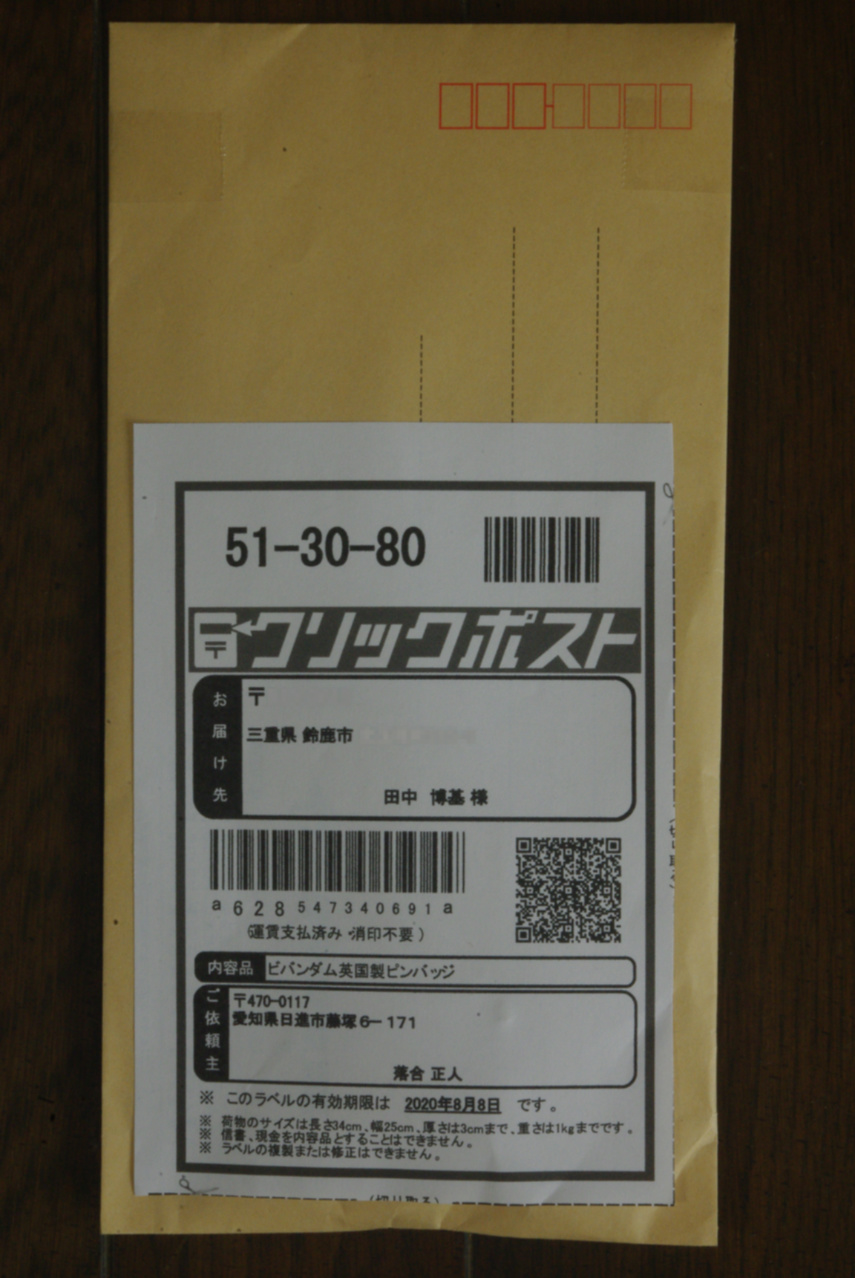 51-30-80
クリックポスト
お届け先
〒
三重県 鈴鹿市
田中 博基 様
a628547340691a
(運賃支払済み・消印不要)
内容品 ビバンダム英国製ピンバッジ
ご依頼主
〒470-0117
愛知県日進市藤塚6-171
落合 正人
※ このラベルの有効期限は 2020年8月8日 です。
※ 荷物のサイズは長さ34cm、幅25cm、厚さは3cmまで、重さは1kgまでです。
※ 信書、現金を内容品とすることはできません。
※ ラベルの複製または修正はできません。
(切り取る)